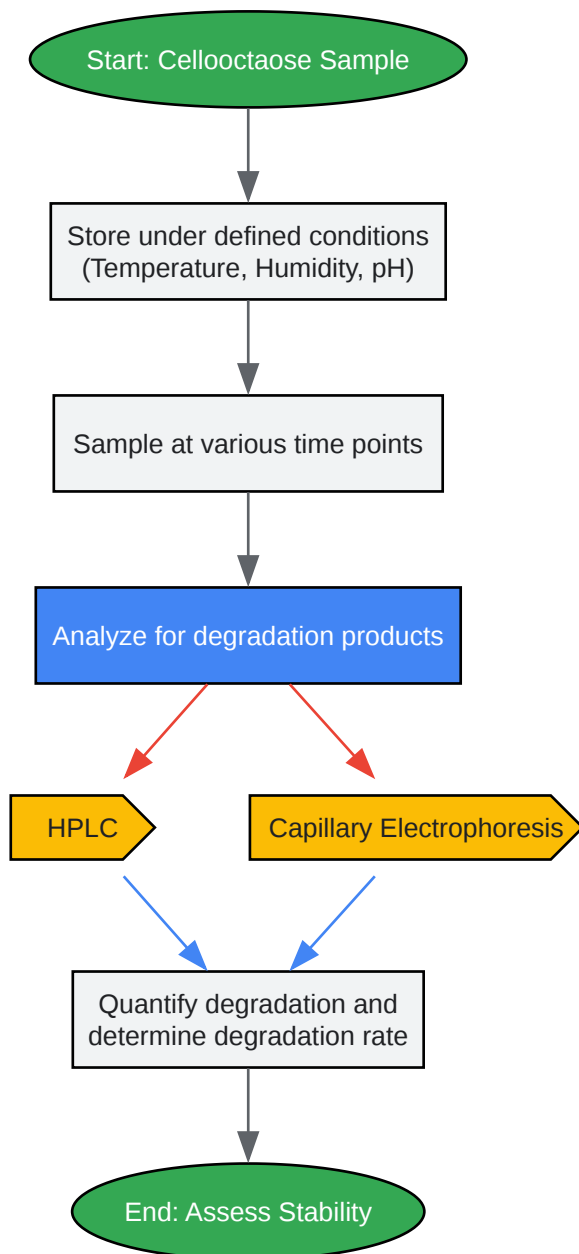 Start: Cellooctaose Sample
Store under defined conditions
(Temperature, Humidity, pH)
Sample at various time points
Analyze for degradation products
HPLC
Capillary Electrophoresis
Quantify degradation and
determine degradation rate
End: Assess Stability